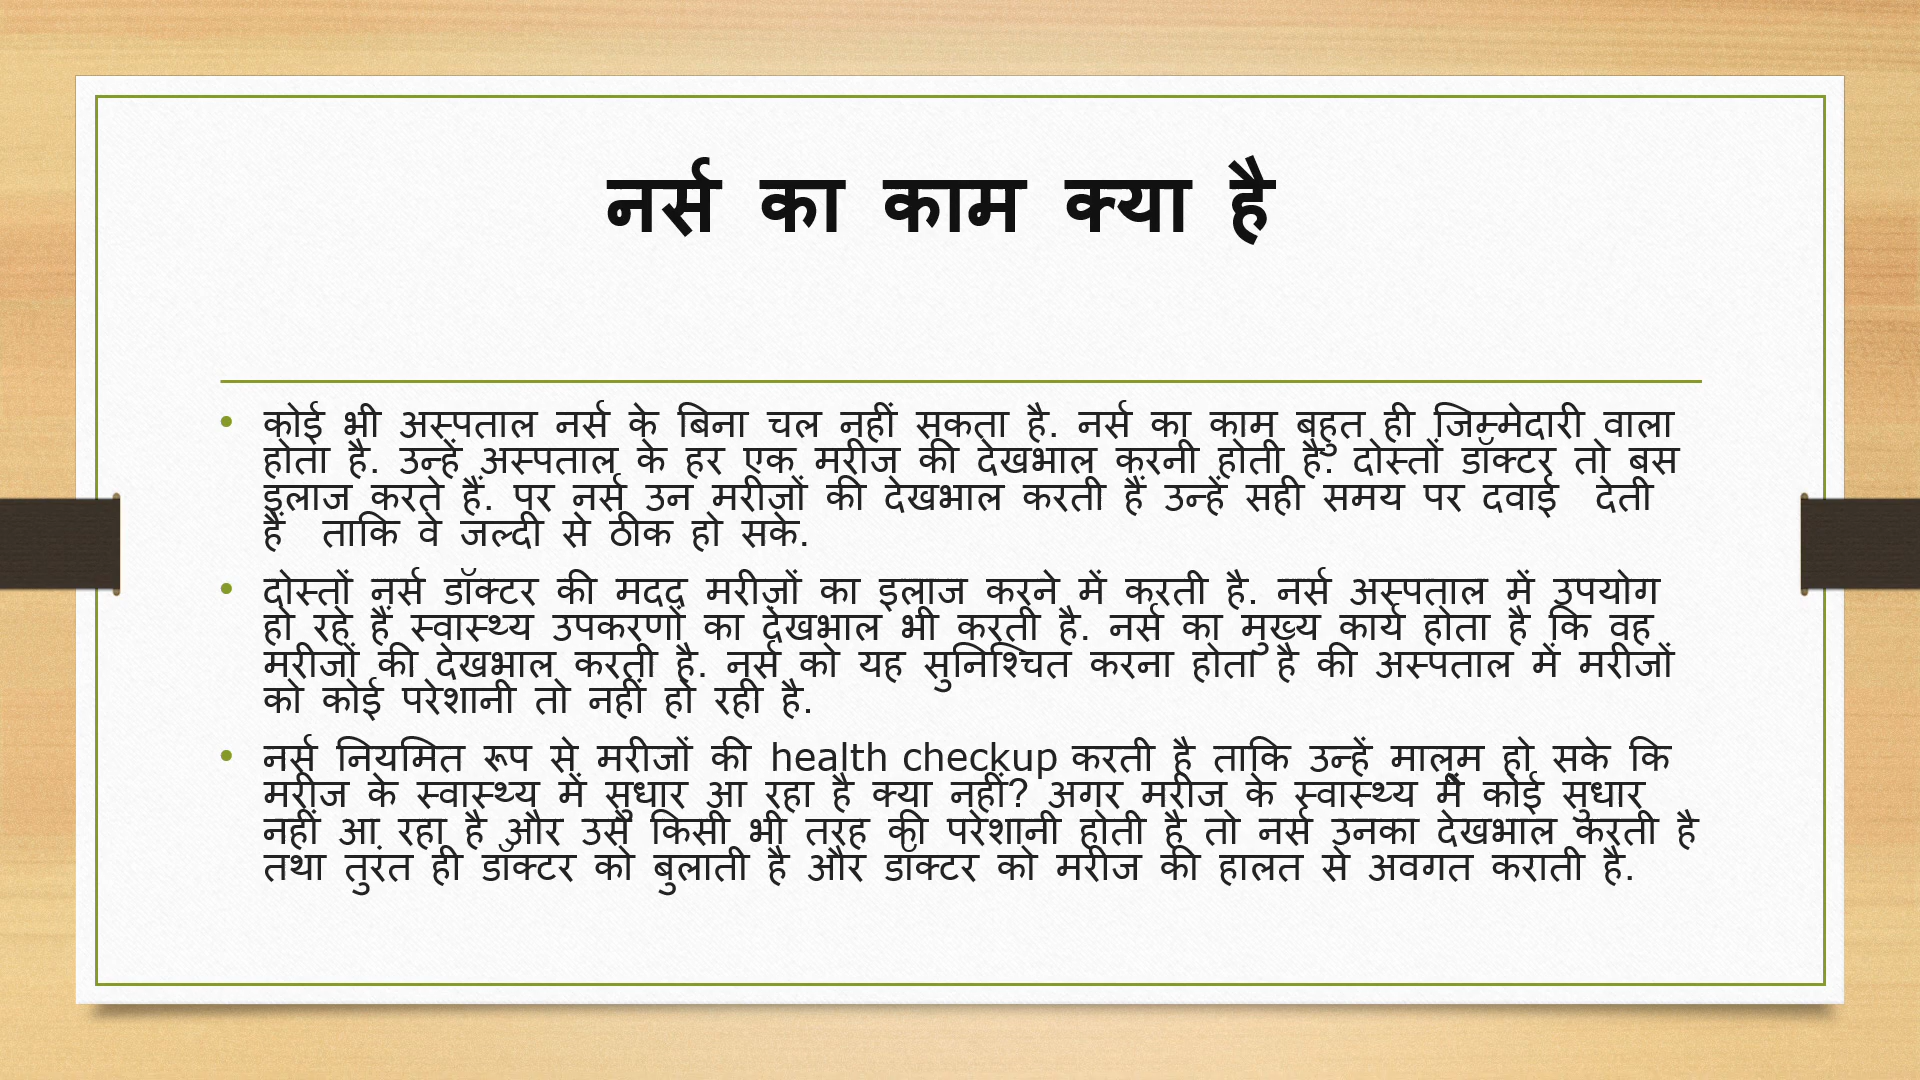 नर्स का काम क्या है
• कोई भी अस्पताल नर्स के बिना चल नहीं सकता है. नर्स का काम बहुत ही जिम्मेदारी वाला
होता है. उन्हें अस्पताल के हर एक मरीज की देखभाल करनी होती है. दोस्तों डॉक्टर तो बस
इलाज करते हैं. पर नर्स उन मरीजों की देखभाल करती हैं उन्हें सही समय पर दवाई देती
हैं ताकि वे जल्दी से ठीक हो सके.
• दोस्तों नर्स डॉक्टर की मदद मरीजों का इलाज करने में करती है. नर्स अस्पताल में उपयोग
हो रहे हैं स्वास्थ्य उपकरणों का देखभाल भी करती है. नर्स का मुख्य कार्य होता है कि वह
मरीजों की देखभाल करती है. नर्स को यह सुनिश्चित करना होता है की अस्पताल में मरीजों
को कोई परेशानी तो नहीं हो रही है.
• नर्स नियमित रूप से मरीजों की health checkup करती है ताकि उन्हें मालूम हो सके कि
मरीज के स्वास्थ्य में सुधार आ रहा है क्या नहीं? अगर मरीज के स्वास्थ्य में कोई सुधार
नहीं आ रहा है और उसे किसी भी तरह की परेशानी होती है तो नर्स उनका देखभाल करती है
तथा तुरंत ही डॉक्टर को बुलाती है और डॉक्टर को मरीज की हालत से अवगत कराती है.